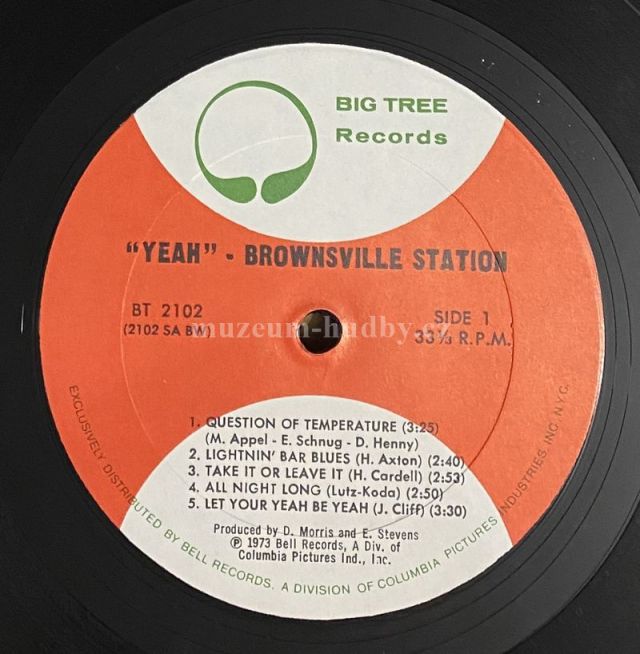 BIG TREE
Records
"YEAH" - BROWNSVILLE STATION
BT 2102
(2102 SA BW)
SIDE 1
33⅓ R.P.M.
muzeum-hudby.cz
1. QUESTION OF TEMPERATURE (3:25)
(M. Appel - E. Schnug - D. Henny)
2. LIGHTNIN' BAR BLUES (H. Axton) (2:40)
3. TAKE IT OR LEAVE IT (H. Cardell) (2:53)
4. ALL NIGHT LONG (Lutz-Koda) (2:50)
5. LET YOUR YEAH BE YEAH (J. Cliff) (3:30)
Produced by D. Morris and E. Stevens
℗ 1973 Bell Records, A Div. of
Columbia Pictures Ind., Inc.
EXCLUSIVELY DISTRIBUTED BY BELL RECORDS. A DIVISION OF COLUMBIA PICTURES INDUSTRIES, INC. N.Y.C.